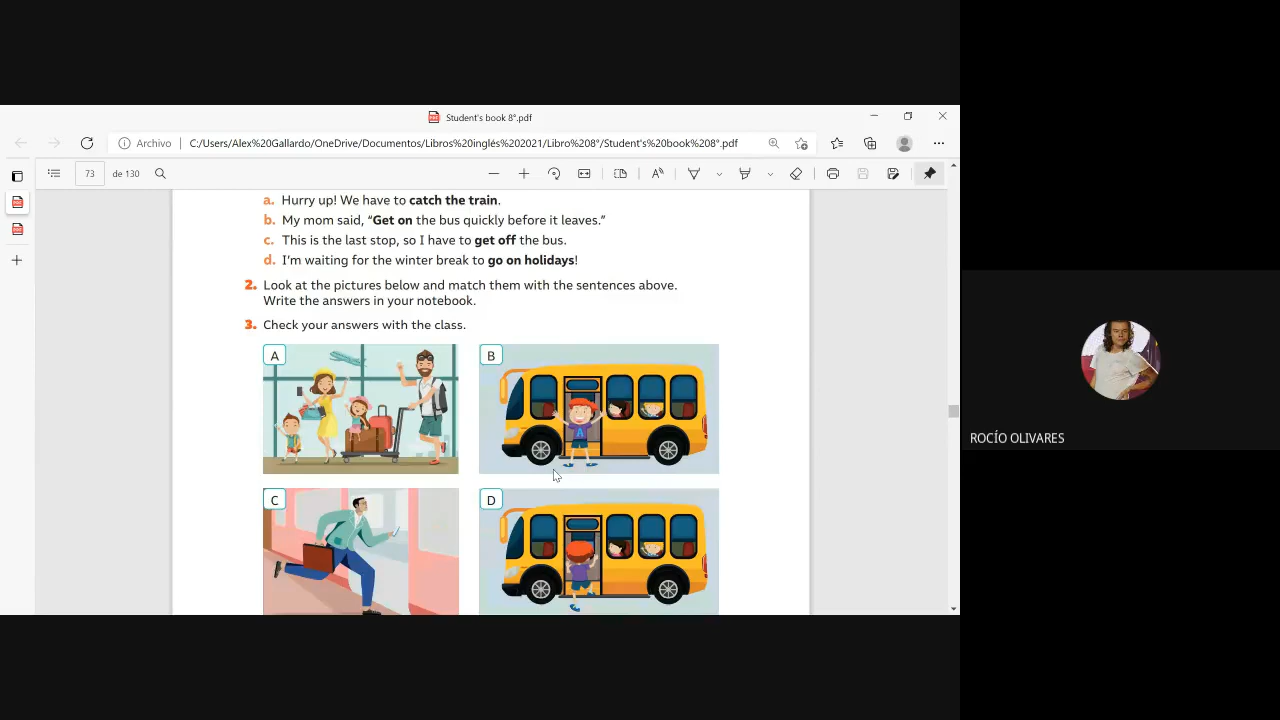 Student's book 8°.pdf
Archivo
C:/Users/Alex%20Gallardo/OneDrive/Documentos/Libros%20inglés%202021/Libro%208°/Student's%20book%208°.pdf
73 de 130
a. Hurry up! We have to catch the train.
b. My mom said, “Get on the bus quickly before it leaves.”
c. This is the last stop, so I have to get off the bus.
d. I'm waiting for the winter break to go on holidays!
2. Look at the pictures below and match them with the sentences above.
Write the answers in your notebook.
3. Check your answers with the class.
A
B
C
D
ROCÍO OLIVARES